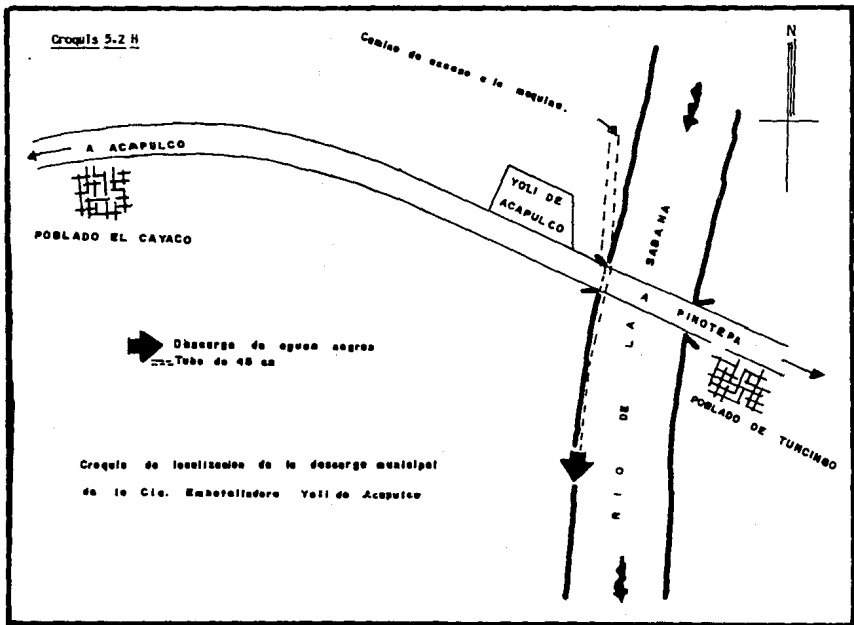 Croquis 5.2 H
N
Camino de acceso a la maquina.
A ACAPULCO
YOLI DE
ACAPULCO
POBLADO EL CAYACO
RIO DE LA SABANA
A PINOTEPA
Descarga de aguas negras
Tubo de 45 cm
POBLADO DE TUNCINGO
Croquis de localizacion de la descarga municipal
de la Cia. Embotelladora Yoli de Acapulco